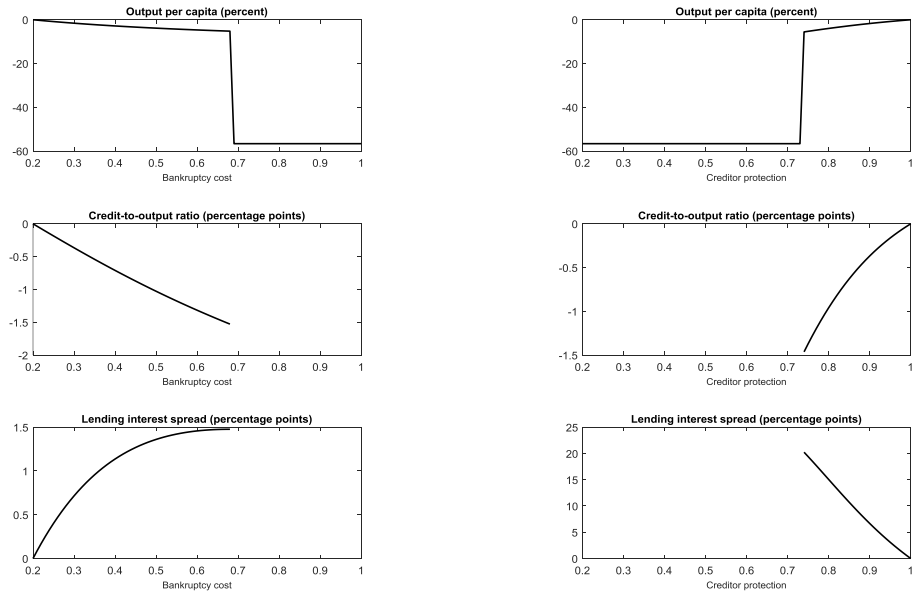 Output per capita (percent)
0
-20
-40
-60
0.2 0.3 0.4 0.5 0.6 0.7 0.8 0.9 1
Bankruptcy cost
Output per capita (percent)
0
-20
-40
-60
0.2 0.3 0.4 0.5 0.6 0.7 0.8 0.9 1
Creditor protection
Credit-to-output ratio (percentage points)
0
-0.5
-1
-1.5
-2
0.2 0.3 0.4 0.5 0.6 0.7 0.8 0.9 1
Bankruptcy cost
Credit-to-output ratio (percentage points)
0
-0.5
-1
-1.5
0.2 0.3 0.4 0.5 0.6 0.7 0.8 0.9 1
Creditor protection
Lending interest spread (percentage points)
1.5
1
0.5
0
0.2 0.3 0.4 0.5 0.6 0.7 0.8 0.9 1
Bankruptcy cost
Lending interest spread (percentage points)
25
20
15
10
5
0
0.2 0.3 0.4 0.5 0.6 0.7 0.8 0.9 1
Creditor protection